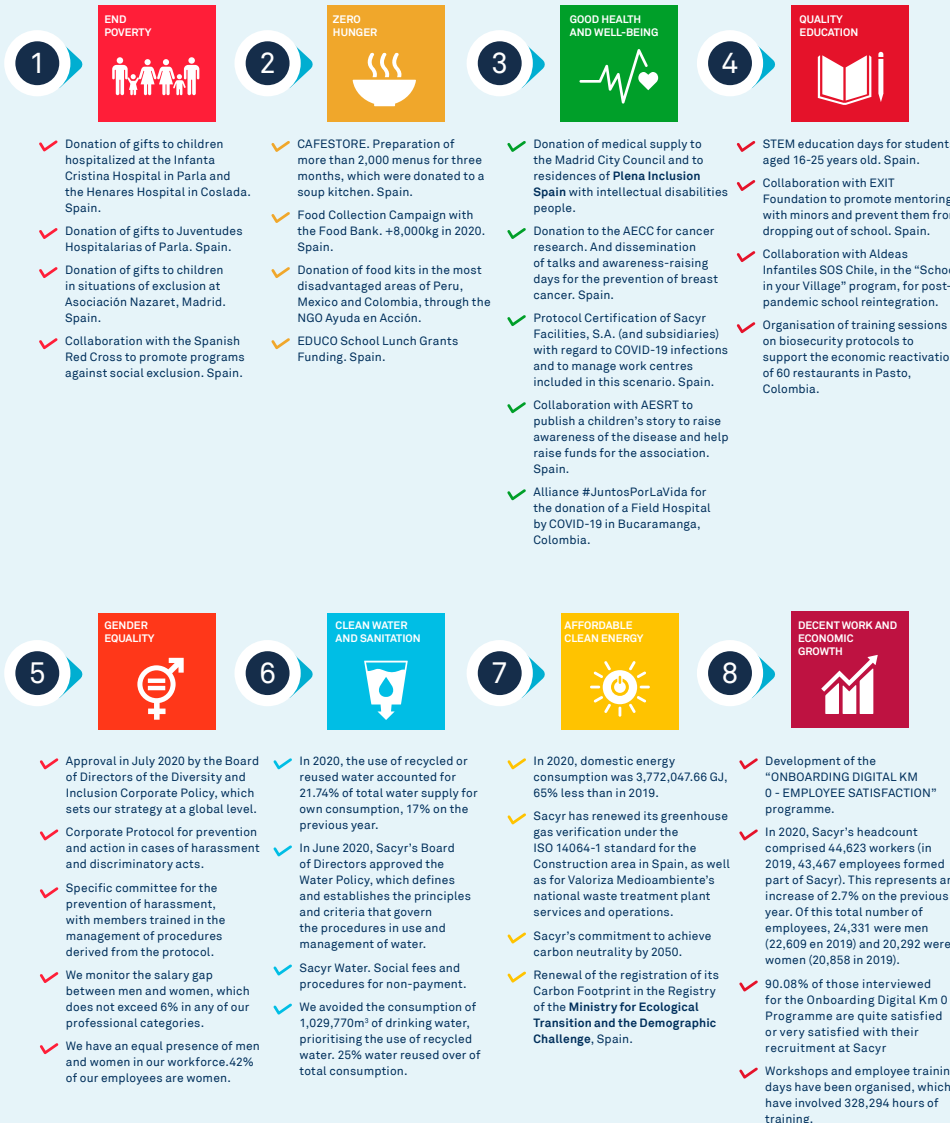 1
END
POVERTY
Donation of gifts to children
hospitalized at the Infanta
Cristina Hospital in Parla and
the Henares Hospital in Coslada.
Spain.
Donation of gifts to Juventudes
Hospitalarias of Parla. Spain.
Donation of gifts to children
in situations of exclusion at
Asociación Nazaret, Madrid.
Spain.
Collaboration with the Spanish
Red Cross to promote programs
against social exclusion. Spain.
2
ZERO
HUNGER
CAFESTORE. Preparation of
more than 2,000 menus for three
months, which were donated to a
soup kitchen. Spain.
Food Collection Campaign with
the Food Bank. +8,000kg in 2020.
Spain.
Donation of food kits in the most
disadvantaged areas of Peru,
Mexico and Colombia, through the
NGO Ayuda en Acción.
EDUCO School Lunch Grants
Funding. Spain.
3
GOOD HEALTH
AND WELL-BEING
Donation of medical supply to
the Madrid City Council and to
residences of Plena Inclusion
Spain with intellectual disabilities
people.
Donation to the AECC for cancer
research. And dissemination
of talks and awareness-raising
days for the prevention of breast
cancer. Spain.
Protocol Certification of Sacyr
Facilities, S.A. (and subsidiaries)
with regard to COVID-19 infections
and to manage work centres
included in this scenario. Spain.
Collaboration with AESRT to
publish a children's story to raise
awareness of the disease and help
raise funds for the association.
Spain.
Alliance #JuntosPorLaVida for
the donation of a Field Hospital
by COVID-19 in Bucaramanga,
Colombia.
4
QUALITY
EDUCATION
STEM education days for student
aged 16-25 years old. Spain.
Collaboration with EXIT
Foundation to promote mentoring
with minors and prevent them fro
dropping out of school. Spain.
Collaboration with Aldeas
Infantiles SOS Chile, in the “Schoo
in your Village” program, for post-
pandemic school reintegration.
Organisation of training sessions
on biosecurity protocols to
support the economic reactivatio
of 60 restaurants in Pasto,
Colombia.
5
GENDER
EQUALITY
Approval in July 2020 by the Board
of Directors of the Diversity and
Inclusion Corporate Policy, which
sets our strategy at a global level.
Corporate Protocol for prevention
and action in cases of harassment
and discriminatory acts.
Specific committee for the
prevention of harassment,
with members trained in the
management of procedures
derived from the protocol.
We monitor the salary gap
between men and women, which
does not exceed 6% in any of our
professional categories.
We have an equal presence of men
and women in our workforce.42%
of our employees are women.
6
CLEAN WATER
AND SANITATION
In 2020, the use of recycled or
reused water accounted for
21.74% of total water supply for
own consumption, 17% on the
previous year.
In June 2020, Sacyr's Board
of Directors approved the
Water Policy, which defines
and establishes the principles
and criteria that govern
the procedures in use and
management of water.
Sacyr Water. Social fees and
procedures for non-payment.
We avoided the consumption of
1,029,770m³ of drinking water,
prioritising the use of recycled
water. 25% water reused over of
total consumption.
7
AFFORDABLE
CLEAN ENERGY
In 2020, domestic energy
consumption was 3,772,047.66 GJ,
65% less than in 2019.
Sacyr has renewed its greenhouse
gas verification under the
ISO 14064-1 standard for the
Construction area in Spain, as well
as for Valoriza Medioambiente's
national waste treatment plant
services and operations.
Sacyr's commitment to achieve
carbon neutrality by 2050.
Renewal of the registration of its
Carbon Footprint in the Registry
of the Ministry for Ecological
Transition and the Demographic
Challenge, Spain.
8
DECENT WORK AND
ECONOMIC
GROWTH
Development of the
“ONBOARDING DIGITAL KM
0 - EMPLOYEE SATISFACTION”
programme.
In 2020, Sacyr's headcount
comprised 44,623 workers (in
2019, 43,467 employees formed
part of Sacyr). This represents an
increase of 2.7% on the previous
year. Of this total number of
employees, 24,331 were men
(22,609 en 2019) and 20,292 were
women (20,858 in 2019).
90.08% of those interviewed
for the Onboarding Digital Km 0
Programme are quite satisfied
or very satisfied with their
recruitment at Sacyr
Workshops and employee trainin
days have been organised, which
have involved 328,294 hours of
training.